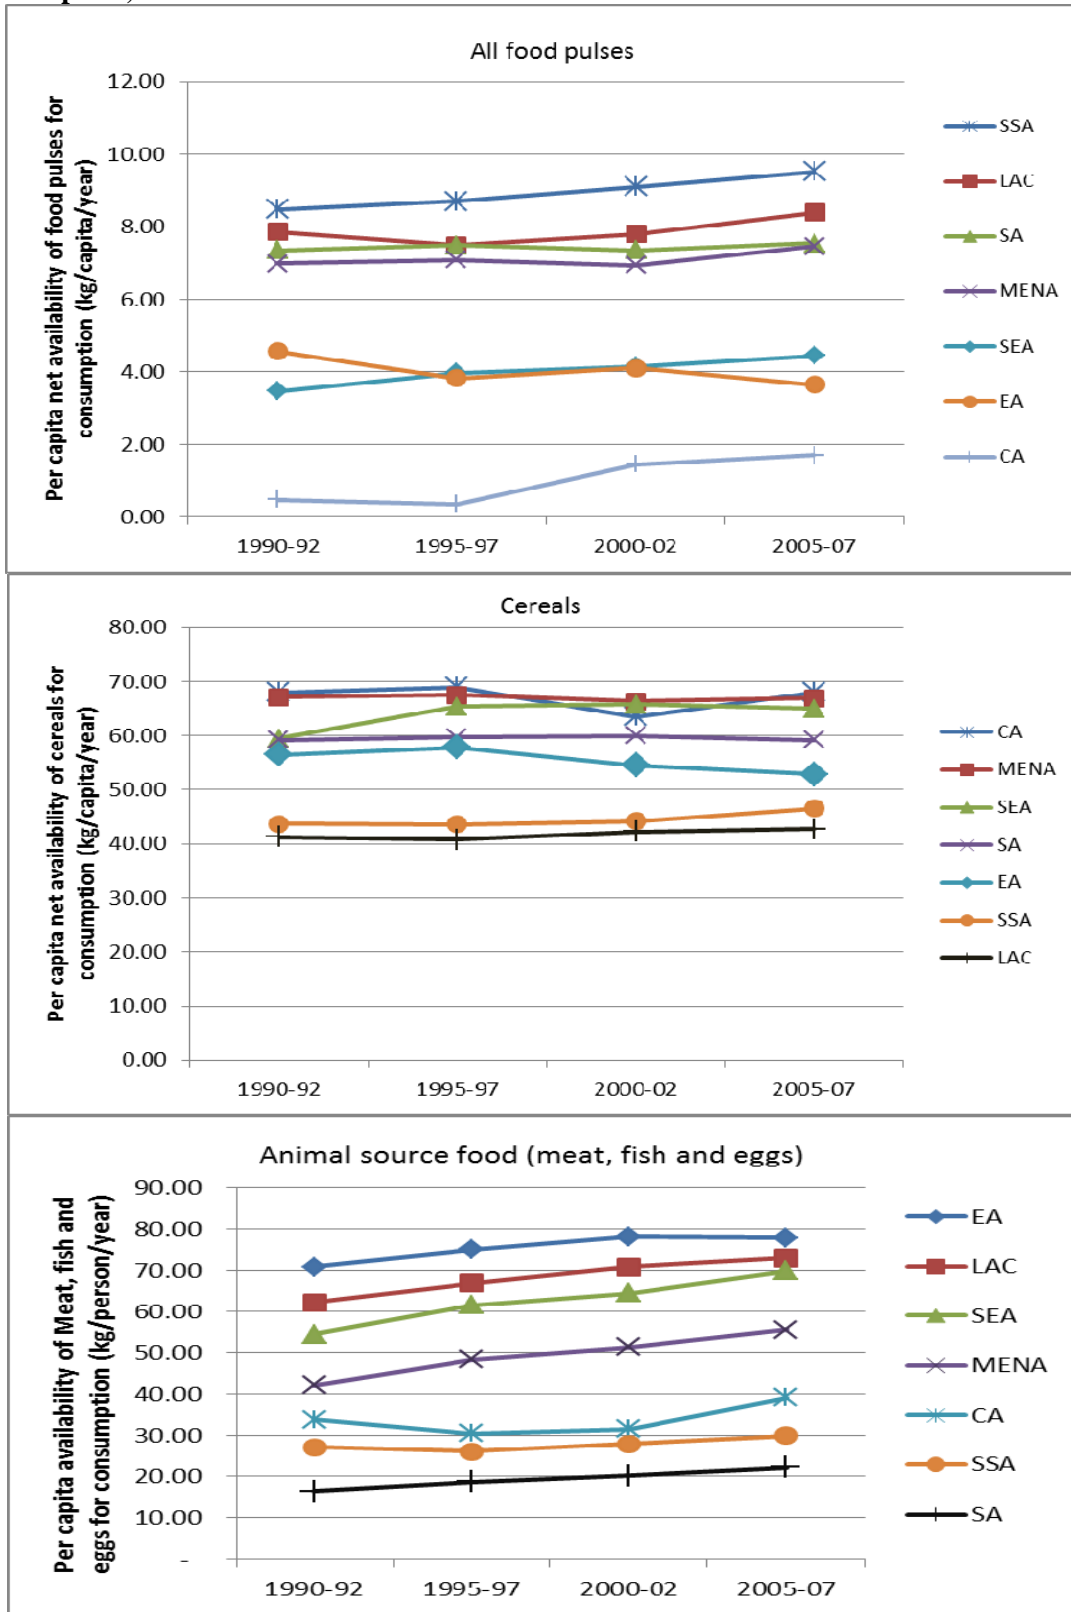 All food pulses
Per capita net availability of food pulses for
consumption (kg/capita/year)
12.00
10.00
8.00
6.00
4.00
2.00
0.00
1990-92 1995-97 2000-02 2005-07
SSA
LAC
SA
MENA
SEA
EA
CA
Cereals
Per capita net availability of cereals for
consumption (kg/capita/year)
80.00
70.00
60.00
50.00
40.00
30.00
20.00
10.00
0.00
1990-92 1995-97 2000-02 2005-07
CA
MENA
SEA
SA
EA
SSA
LAC
Animal source food (meat, fish and eggs)
Per capita availability of Meat, fish and
eggs for consumption (kg/person/year)
90.00
80.00
70.00
60.00
50.00
40.00
30.00
20.00
10.00
-
1990-92 1995-97 2000-02 2005-07
EA
LAC
SEA
MENA
CA
SSA
SA